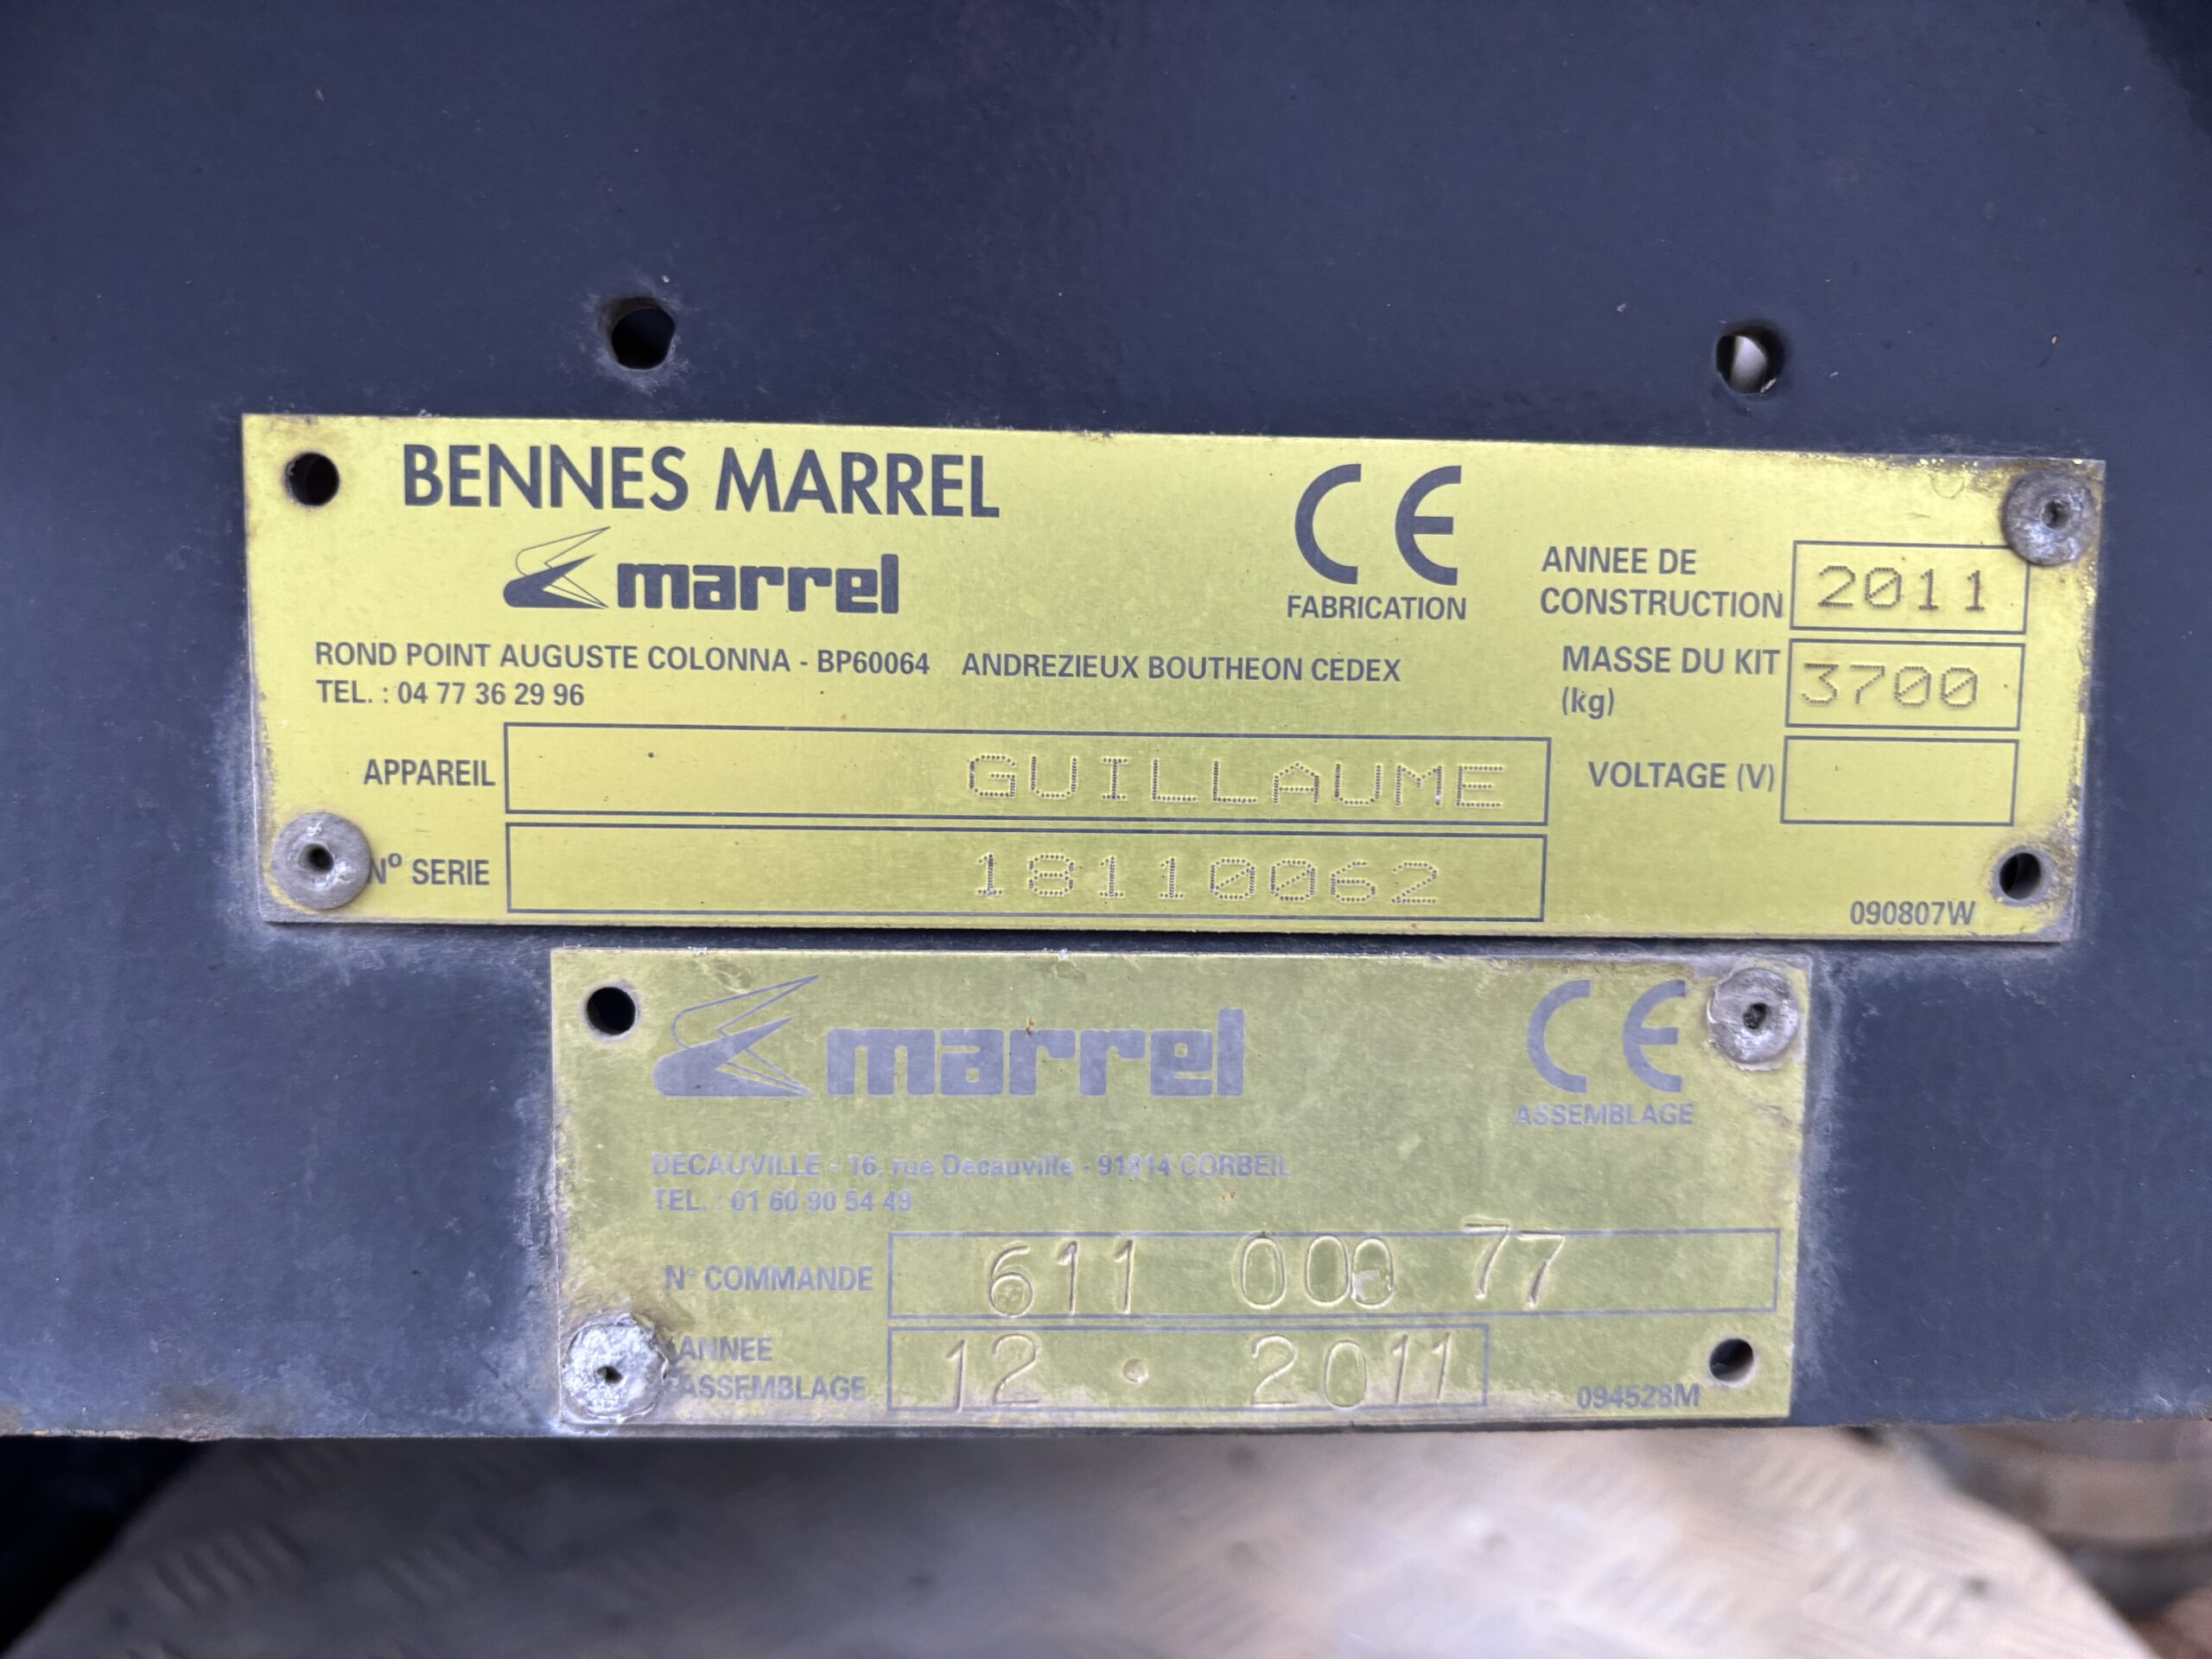 BENNES MARREL
marrel
CE
FABRICATION
ANNEE DE
CONSTRUCTION 2011
MASSE DU KIT
(kg) 3700
ROND POINT AUGUSTE COLONNA - BP60064 ANDREZIEUX BOUTHEON CEDEX
TEL. : 04 77 36 29 96
APPAREIL GUILLAUME
VOLTAGE (V)
N° SERIE 18110062
090807W
marrel
CE
ASSEMBLAGE
DECAUVILLE - 16, rue Decauville - 91814 CORBEIL
TEL. : 01 60 90 54 49
N° COMMANDE 611 000 77
ANNEE
ASSEMBLAGE 12 . 2011
094528M